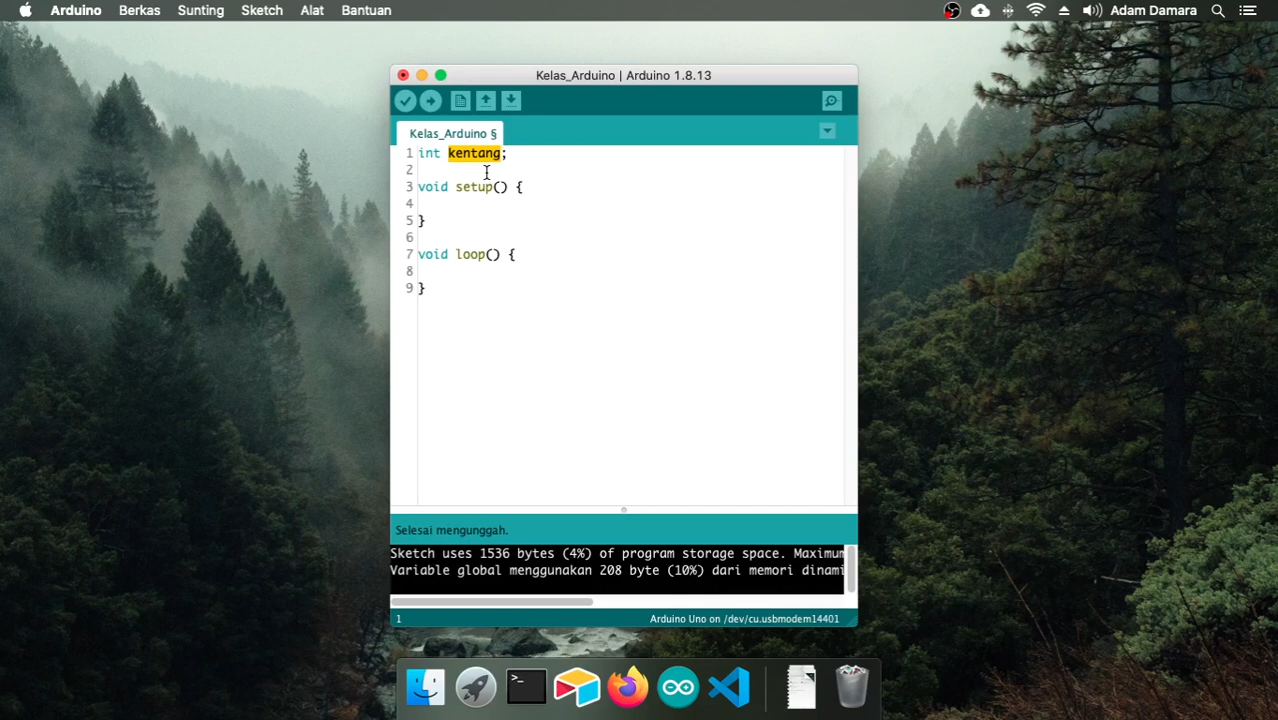 Arduino Berkas Sunting Sketch Alat Bantuan Adam Damara
Kelas_Arduino | Arduino 1.8.13
Kelas_Arduino §
1 int kentang;
2
3 void setup() {
4
5 }
6
7 void loop() {
8
9 }
Selesai mengunggah.
Sketch uses 1536 bytes (4%) of program storage space. Maximum
Variable global menggunakan 208 byte (10%) dari memori dinami
1 Arduino Uno on /dev/cu.usbmodem14401